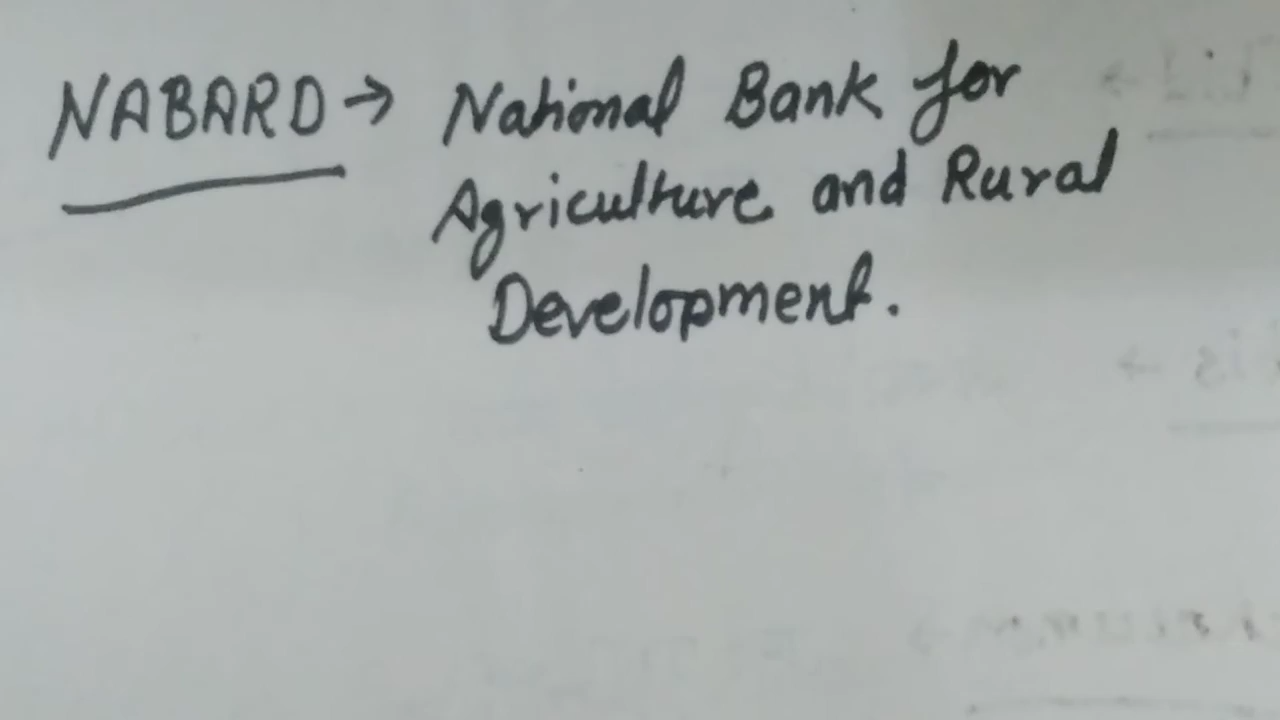 NABARD → National Bank for
Agriculture and Rural
Development.